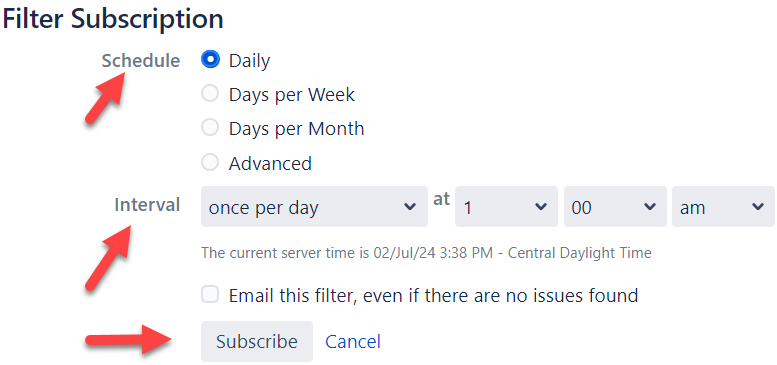 Filter Subscription
Schedule Daily
Days per Week
Days per Month
Advanced
Interval once per day at 1 00 am
The current server time is 02/Jul/24 3:38 PM - Central Daylight Time
Email this filter, even if there are no issues found
Subscribe Cancel